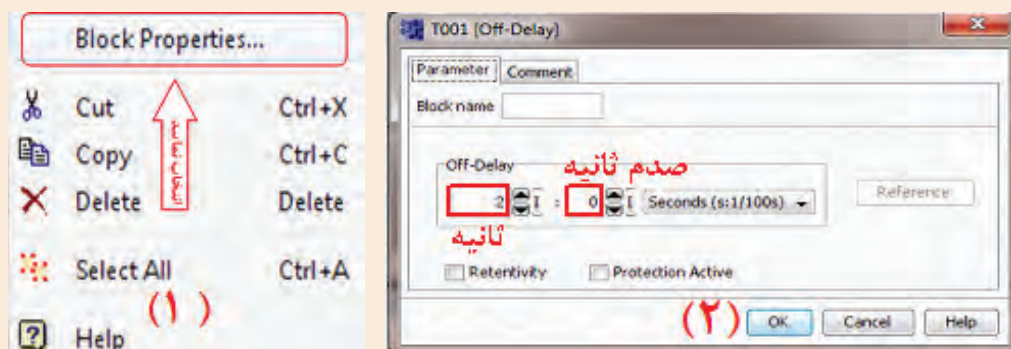 Block Properties...
Cut Ctrl+X
Copy Ctrl+C
Delete Delete
Select All Ctrl+A
Help
انتخاب نمایید
(۱)
T001 [Off-Delay]
Parameter Comment
Block name
Off-Delay
صدم ثانیه
2 : 0 Seconds (s:1/100s)
Reference
ثانیه
Retentivity Protection Active
(۲)
OK Cancel Help